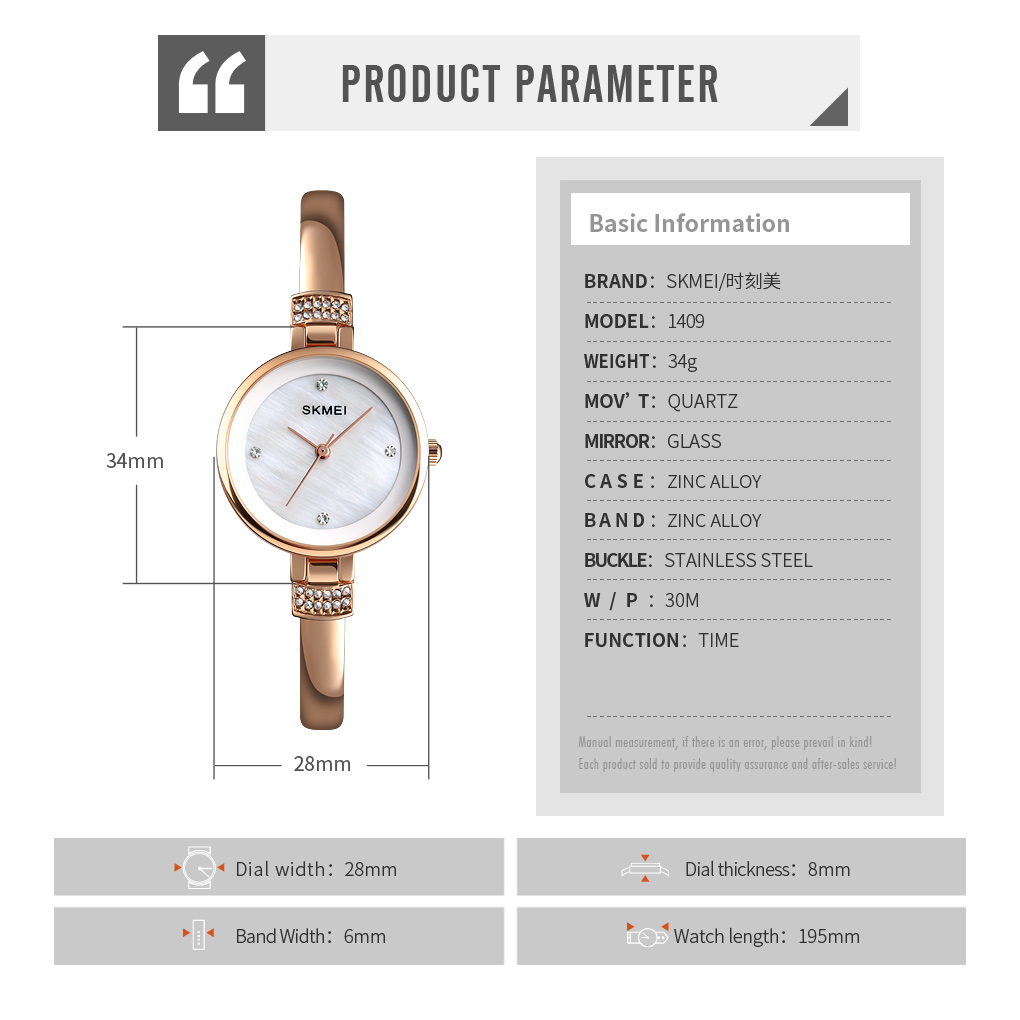 PRODUCT PARAMETER
Basic Information
BRAND: SKMEI/时刻美
MODEL: 1409
WEIGHT: 34g
MOV’ T: QUARTZ
MIRROR: GLASS
CASE: ZINC ALLOY
BAND: ZINC ALLOY
BUCKLE: STAINLESS STEEL
W / P : 30M
FUNCTION: TIME
Manual measurement, if there is an error, please prevail in kind!
Each product sold to provide quality assurance and after-sales service!
SKMEI
34mm
28mm
Dial width: 28mm
Dial thickness: 8mm
Band Width: 6mm
Watch length: 195mm